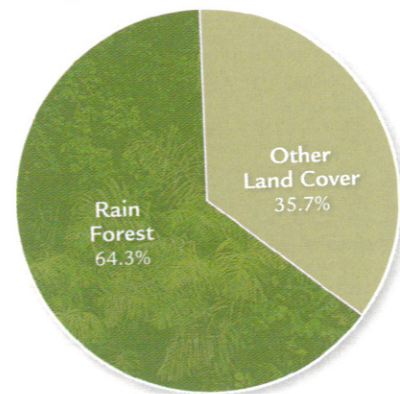 Other
Land Cover
35.7%
Rain
Forest
64.3%